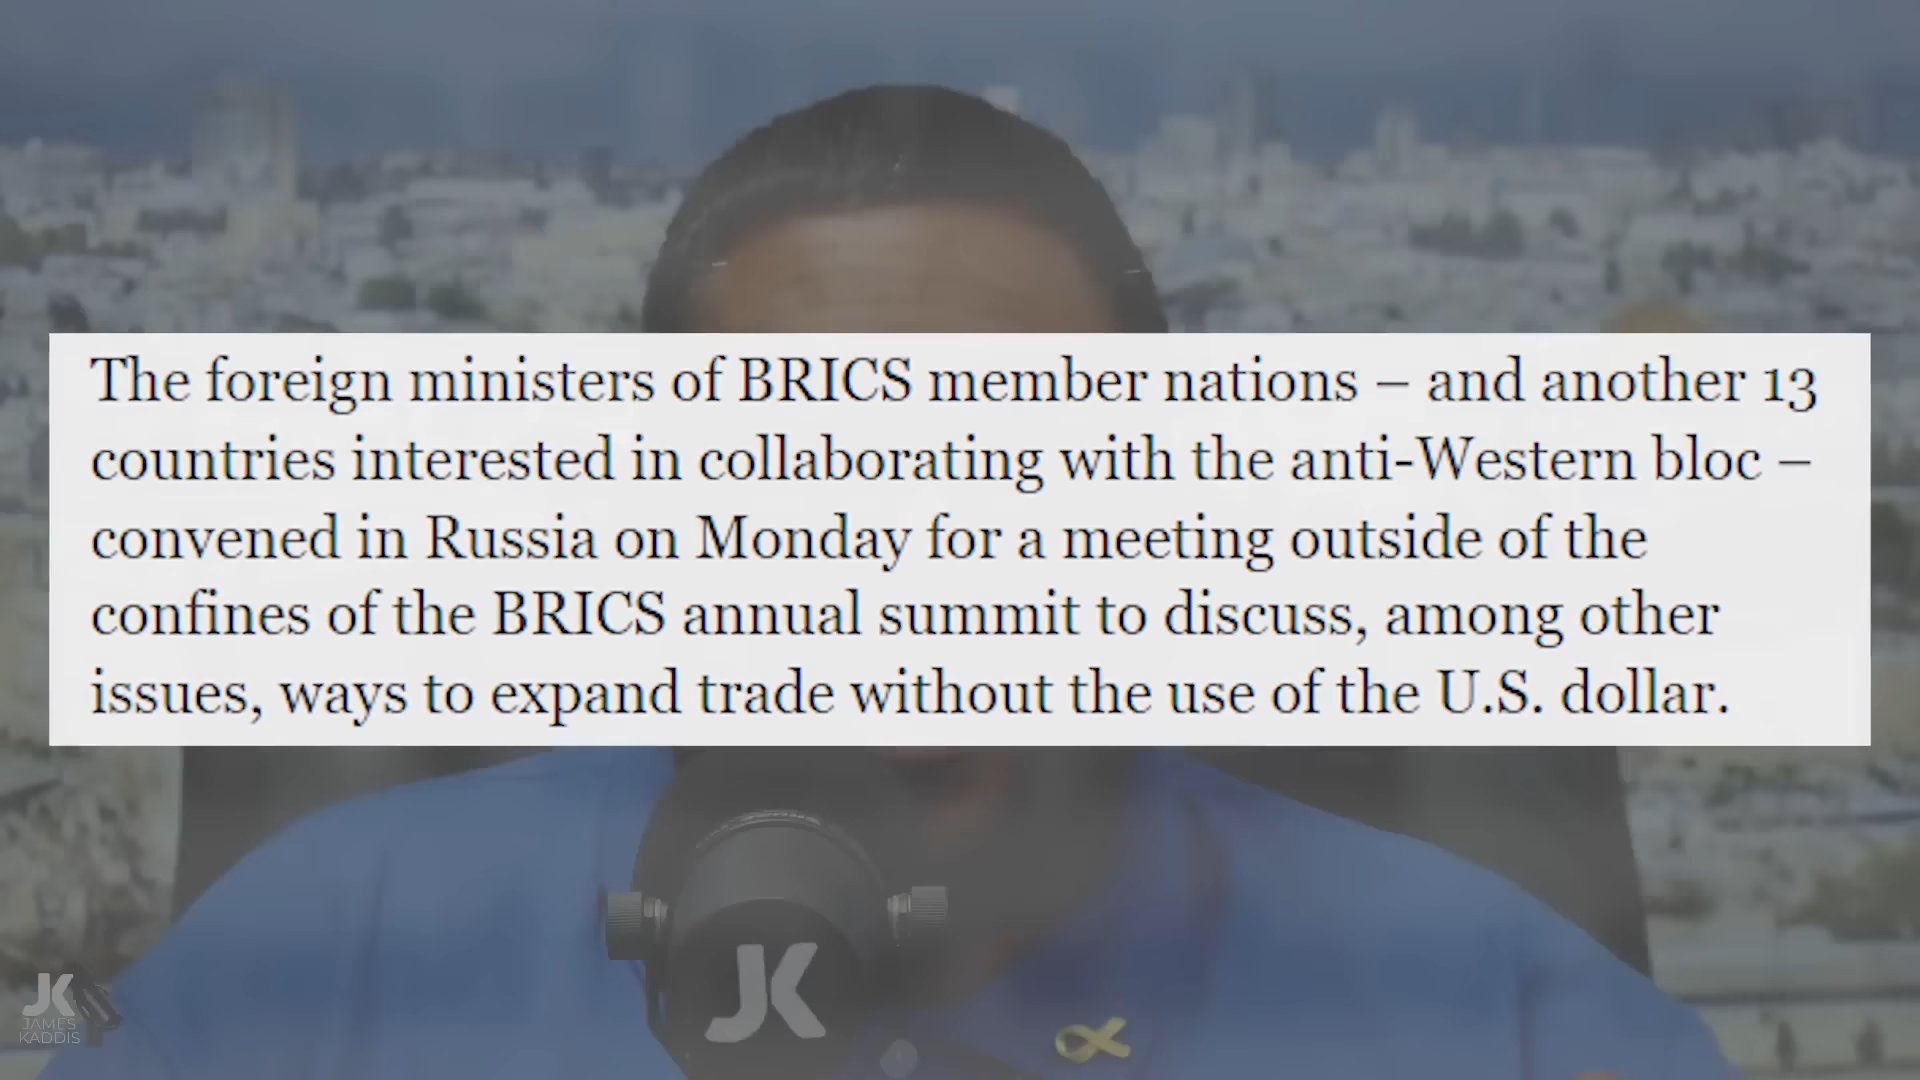 The foreign ministers of BRICS member nations – and another 13
countries interested in collaborating with the anti-Western bloc –
convened in Russia on Monday for a meeting outside of the
confines of the BRICS annual summit to discuss, among other
issues, ways to expand trade without the use of the U.S. dollar.
JK
JK
JAMES
KADDIS